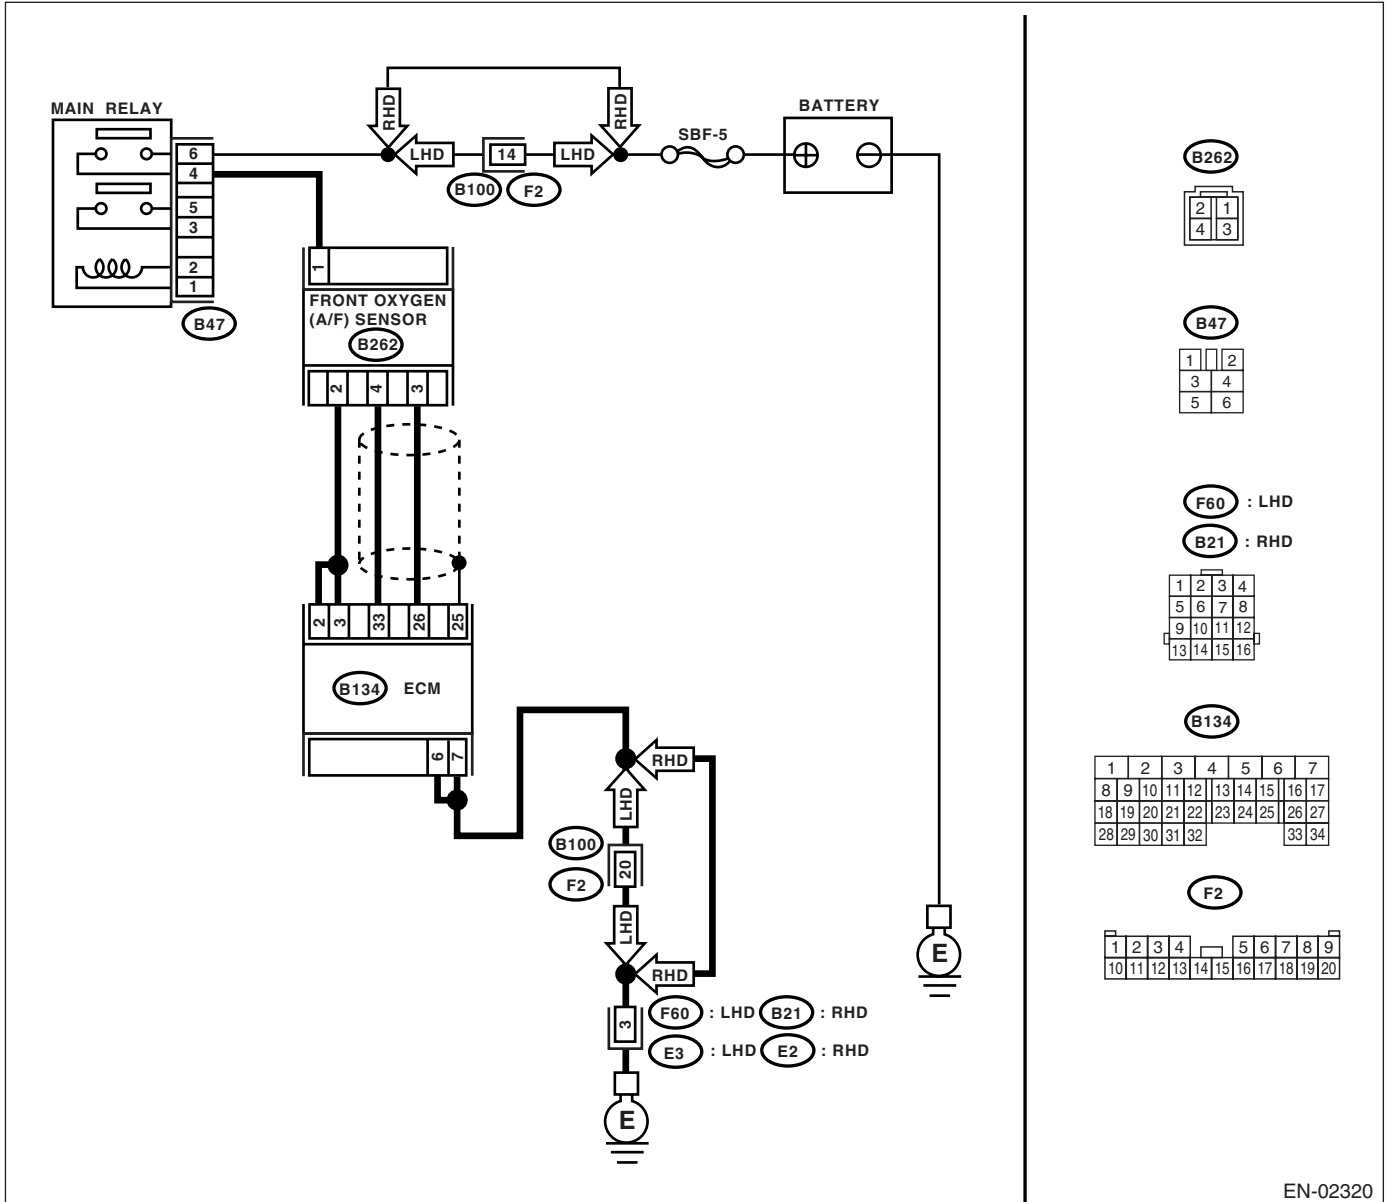 MAIN RELAY
6
4
5
3
2
1
B47
RHD
RHD
LHD
14
LHD
B100
F2
SBF-5
BATTERY
1
FRONT OXYGEN
(A/F) SENSOR
B262
2
4
3
2
3
33
26
25
B134 ECM
6
7
RHD
LHD
B100
20
F2
LHD
RHD
3
F60 : LHD B21 : RHD
E3 : LHD E2 : RHD
E
E
B262
2 1
4 3
B47
1 2
3 4
5 6
F60 : LHD
B21 : RHD
1 2 3 4
5 6 7 8
9 10 11 12
13 14 15 16
B134
1 2 3 4 5 6 7
8 9 10 11 12 13 14 15 16 17
18 19 20 21 22 23 24 25 26 27
28 29 30 31 32 33 34
F2
1 2 3 4 5 6 7 8 9
10 11 12 13 14 15 16 17 18 19 20
EN-02320